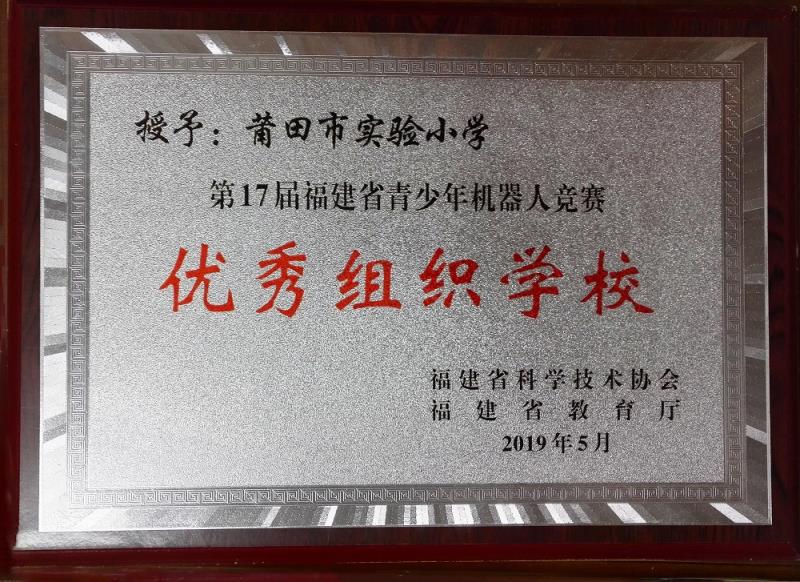 授予：莆田市实验小学
第17届福建省青少年机器人竞赛
优秀组织学校
福建省科学技术协会
福建省教育厅
2019年5月